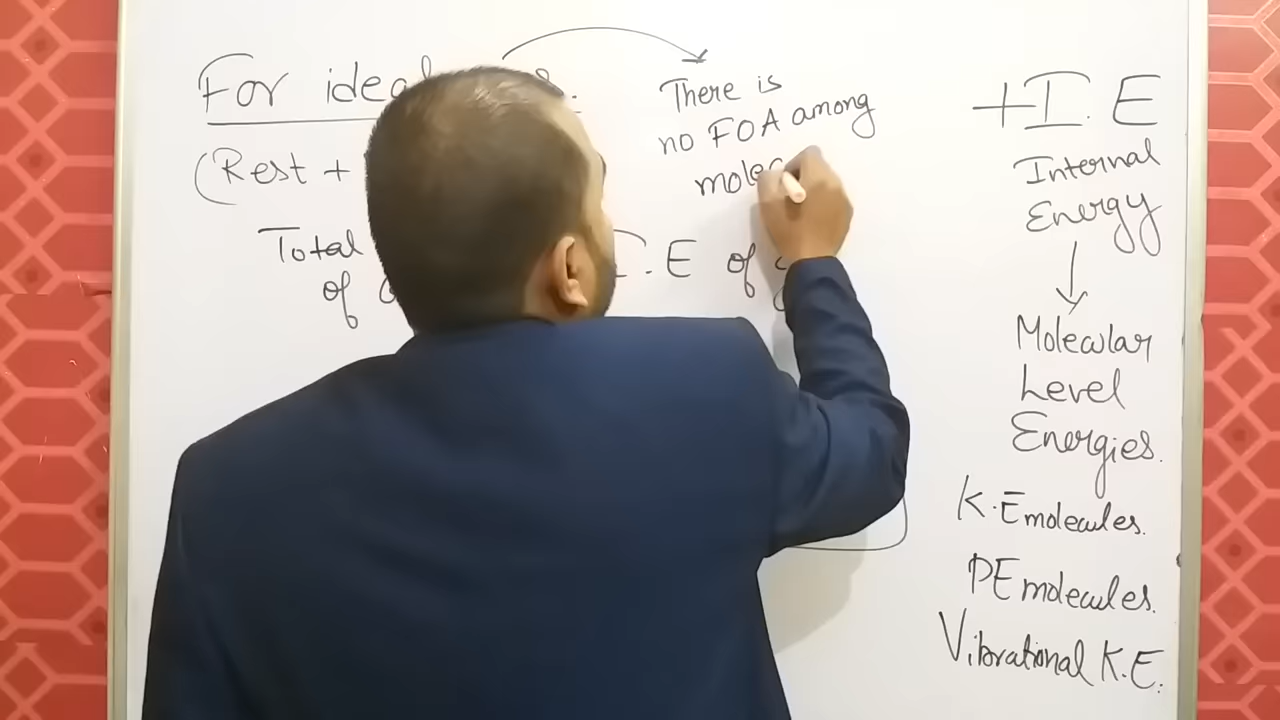 For ideal
(Rest +
Total I.E of
of
There is
no FOA among
molec
+ I. E
Internal
Energy
↓
Molecular
Level
Energies.
K.E molecules.
PE molecules.
Vibrational K.E.